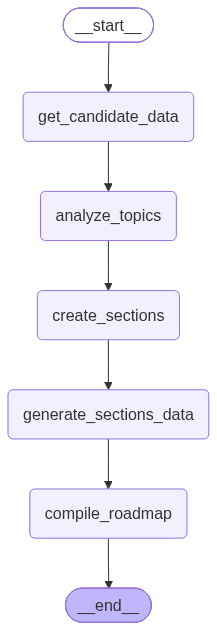 __start__
get_candidate_data
analyze_topics
create_sections
generate_sections_data
compile_roadmap
__end__